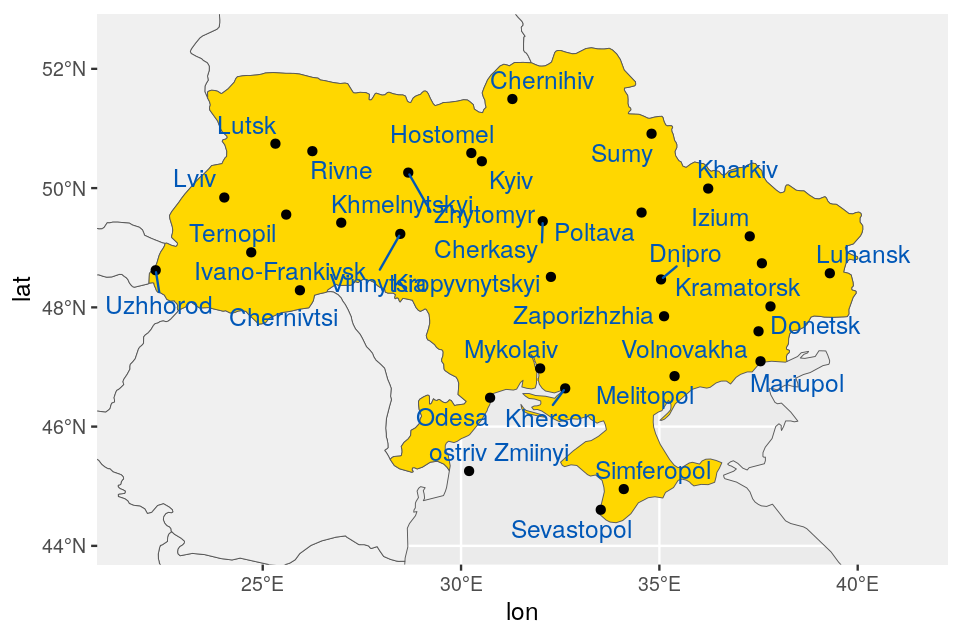 52°N
50°N
48°N
46°N
44°N
lat
Chernihiv
Lutsk
Hostomel
Sumy
Rivne
Kharkiv
Lviv
Kyiv
Khmelnytskyi
Zhytomyr
Izium
Ternopil
Poltava
Cherkasy
Dnipro
Luhansk
Ivano-Frankivsk
Vinnytsia
Kropyvnytskyi
Kramatorsk
Uzhhorod
Chernivtsi
Zaporizhzhia
Donetsk
Mykolaiv
Volnovakha
Mariupol
Melitopol
Odesa
Kherson
ostriv Zmiinyi
Simferopol
Sevastopol
25°E
30°E
35°E
40°E
lon